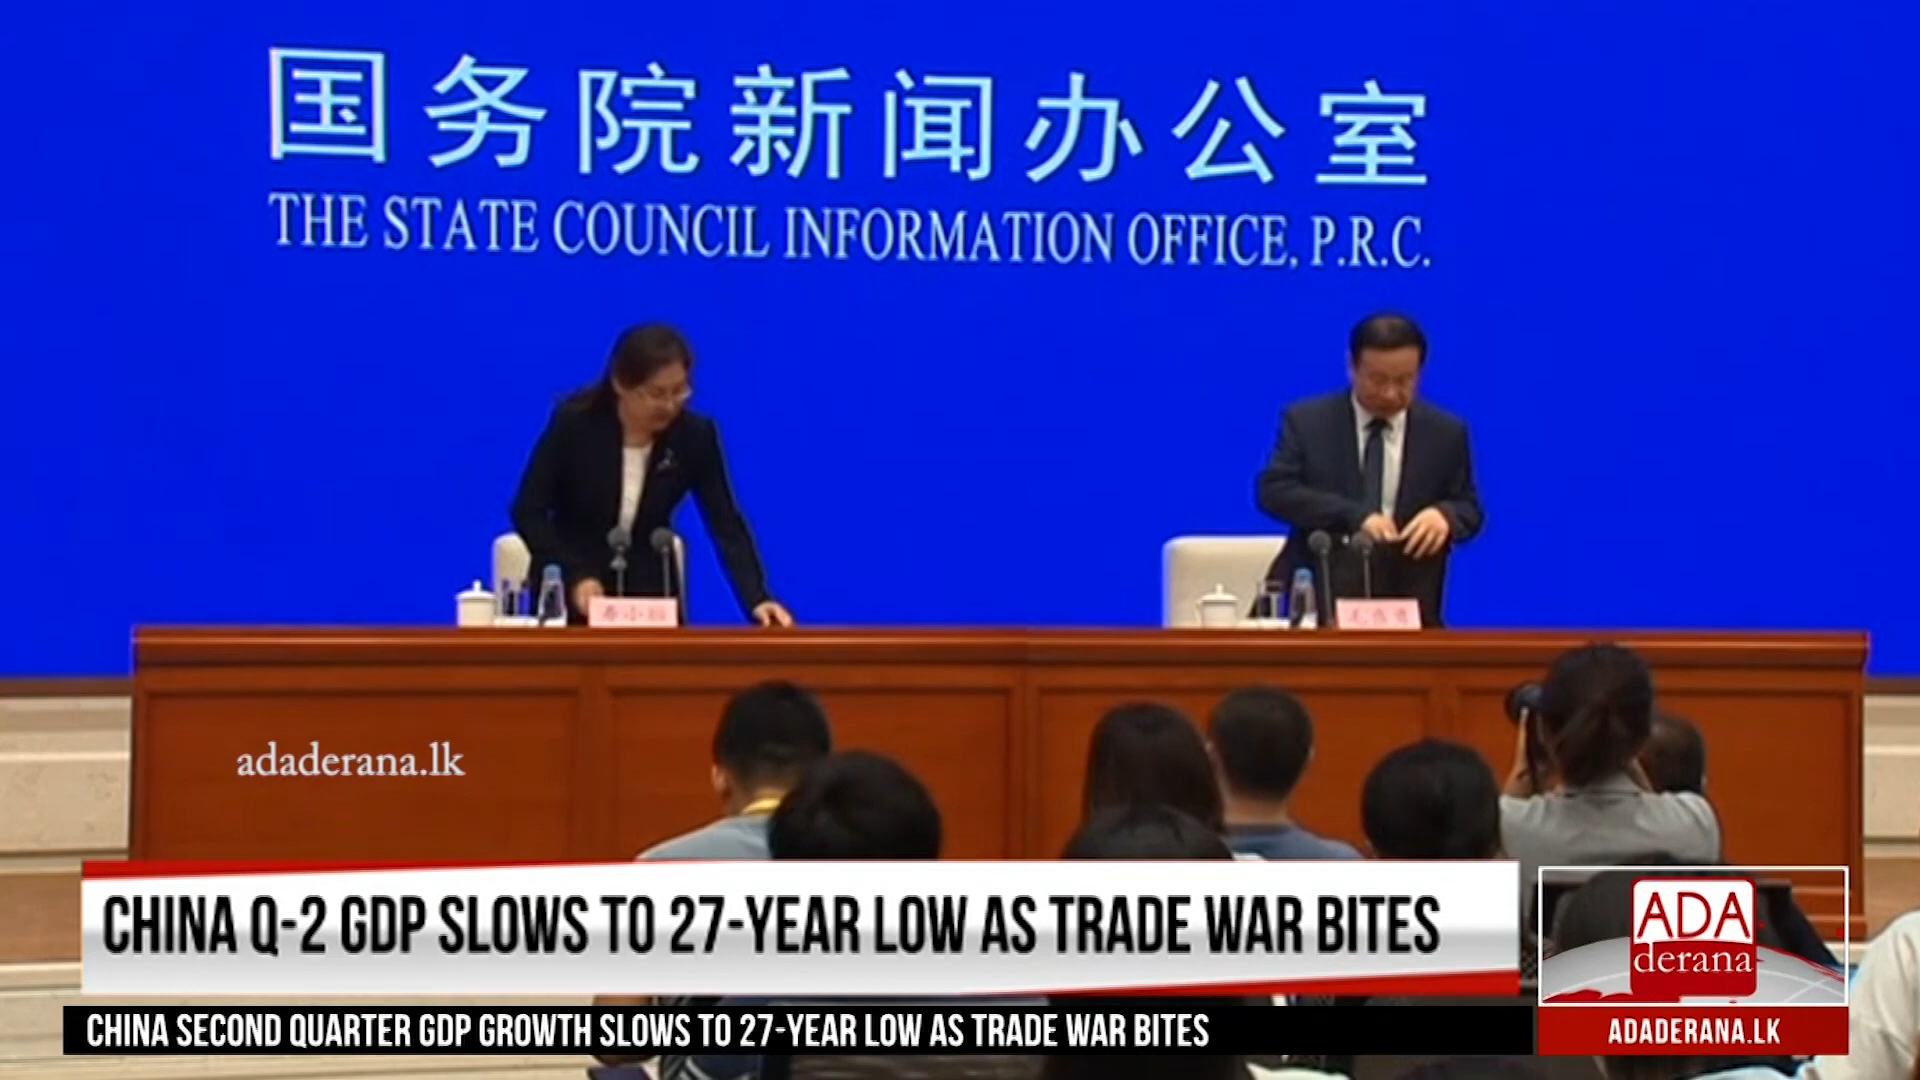 国务院新闻办公室
THE STATE COUNCIL INFORMATION OFFICE, P.R.C.
adaderana.lk
CHINA Q-2 GDP SLOWS TO 27-YEAR LOW AS TRADE WAR BITES
ADA
derana
CHINA SECOND QUARTER GDP GROWTH SLOWS TO 27-YEAR LOW AS TRADE WAR BITES
ADADERANA.LK